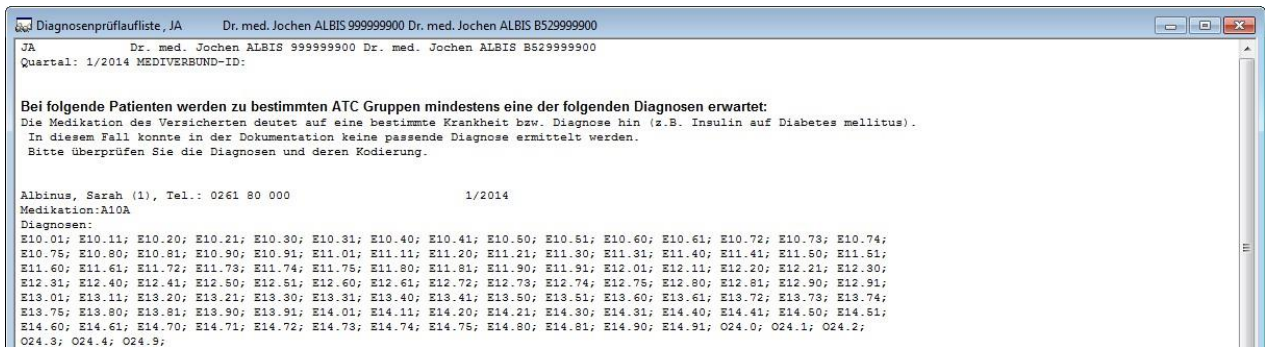 Diagnosenprüflaufliste , JA Dr. med. Jochen ALBIS 999999900 Dr. med. Jochen ALBIS B529999900
JA Dr. med. Jochen ALBIS 999999900 Dr. med. Jochen ALBIS B529999900
Quartal: 1/2014 MEDIVERBUND-ID:
Bei folgende Patienten werden zu bestimmten ATC Gruppen mindestens eine der folgenden Diagnosen erwartet:
Die Medikation des Versicherten deutet auf eine bestimmte Krankheit bzw. Diagnose hin (z.B. Insulin auf Diabetes mellitus).
In diesem Fall konnte in der Dokumentation keine passende Diagnose ermittelt werden.
Bitte überprüfen Sie die Diagnosen und deren Kodierung.
Albinus, Sarah (1), Tel.: 0261 80 000 1/2014
Medikation:A10A
Diagnosen:
E10.01; E10.11; E10.20; E10.21; E10.30; E10.31; E10.40; E10.41; E10.50; E10.51; E10.60; E10.61; E10.72; E10.73; E10.74;
E10.75; E10.80; E10.81; E10.90; E10.91; E11.01; E11.11; E11.20; E11.21; E11.30; E11.31; E11.40; E11.41; E11.50; E11.51;
E11.60; E11.61; E11.72; E11.73; E11.74; E11.75; E11.80; E11.81; E11.90; E11.91; E12.01; E12.11; E12.20; E12.21; E12.30;
E12.31; E12.40; E12.41; E12.50; E12.51; E12.60; E12.61; E12.72; E12.73; E12.74; E12.75; E12.80; E12.81; E12.90; E12.91;
E13.01; E13.11; E13.20; E13.21; E13.30; E13.31; E13.40; E13.41; E13.50; E13.51; E13.60; E13.61; E13.72; E13.73; E13.74;
E13.75; E13.80; E13.81; E13.90; E13.91; E14.01; E14.11; E14.20; E14.21; E14.30; E14.31; E14.40; E14.41; E14.50; E14.51;
E14.60; E14.61; E14.70; E14.71; E14.72; E14.73; E14.74; E14.75; E14.80; E14.81; E14.90; E14.91; O24.0; O24.1; O24.2;
O24.3; O24.4; O24.9;